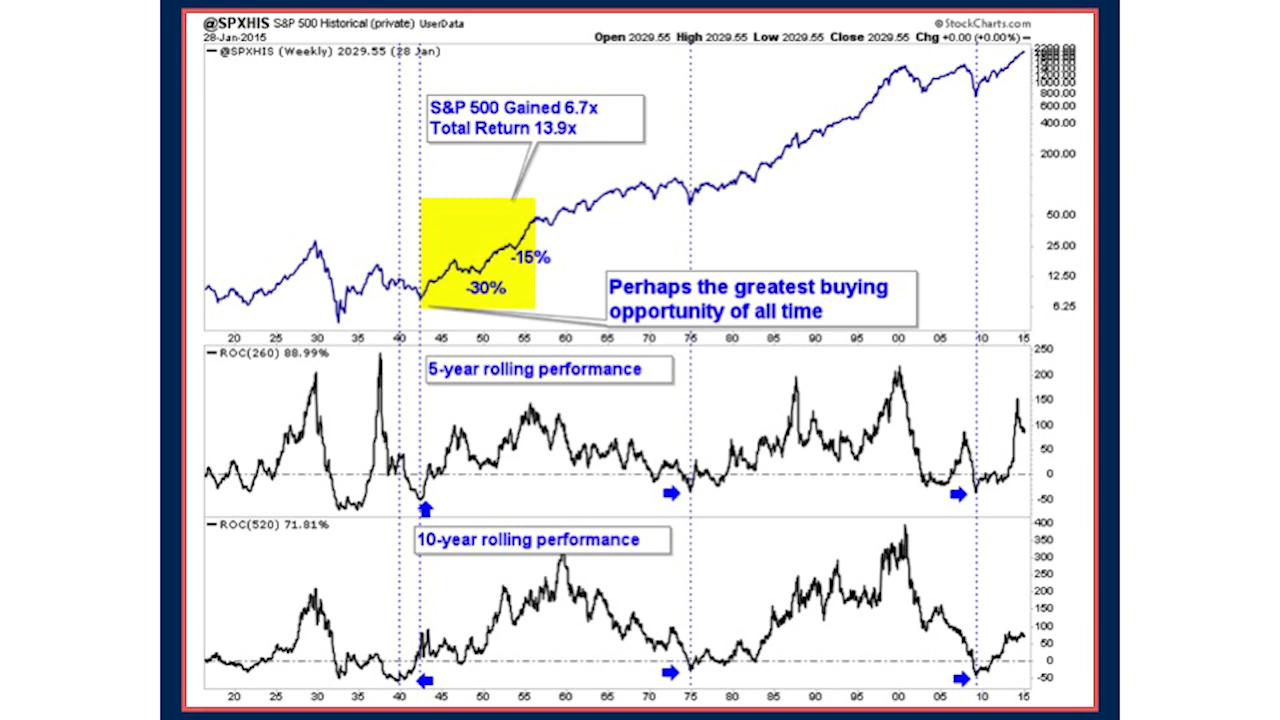 @SPXHIS S&P 500 Historical (private) UserData
© StockCharts.com
28-Jan-2015
Open 2029.55 High 2029.55 Low 2029.55 Close 2029.55 Chg +0.00 (+0.00%)
@SPXHIS (Weekly) 2029.55 (28 Jan)
S&P 500 Gained 6.7x
Total Return 13.9x
-15%
-30%
Perhaps the greatest buying
opportunity of all time
1000.00
800.00
600.00
400.00
200.00
50.00
25.00
12.50
6.25
20 25 30 35 40 45 50 55 60 65 70 75 80 85 90 95 00 05 10 15
ROC(260) 88.99%
5-year rolling performance
250
200
150
100
50
0
-50
ROC(520) 71.81%
10-year rolling performance
400
350
300
250
200
150
100
50
0
-50
20 25 30 35 40 45 50 55 60 65 70 75 80 85 90 95 00 05 10 15